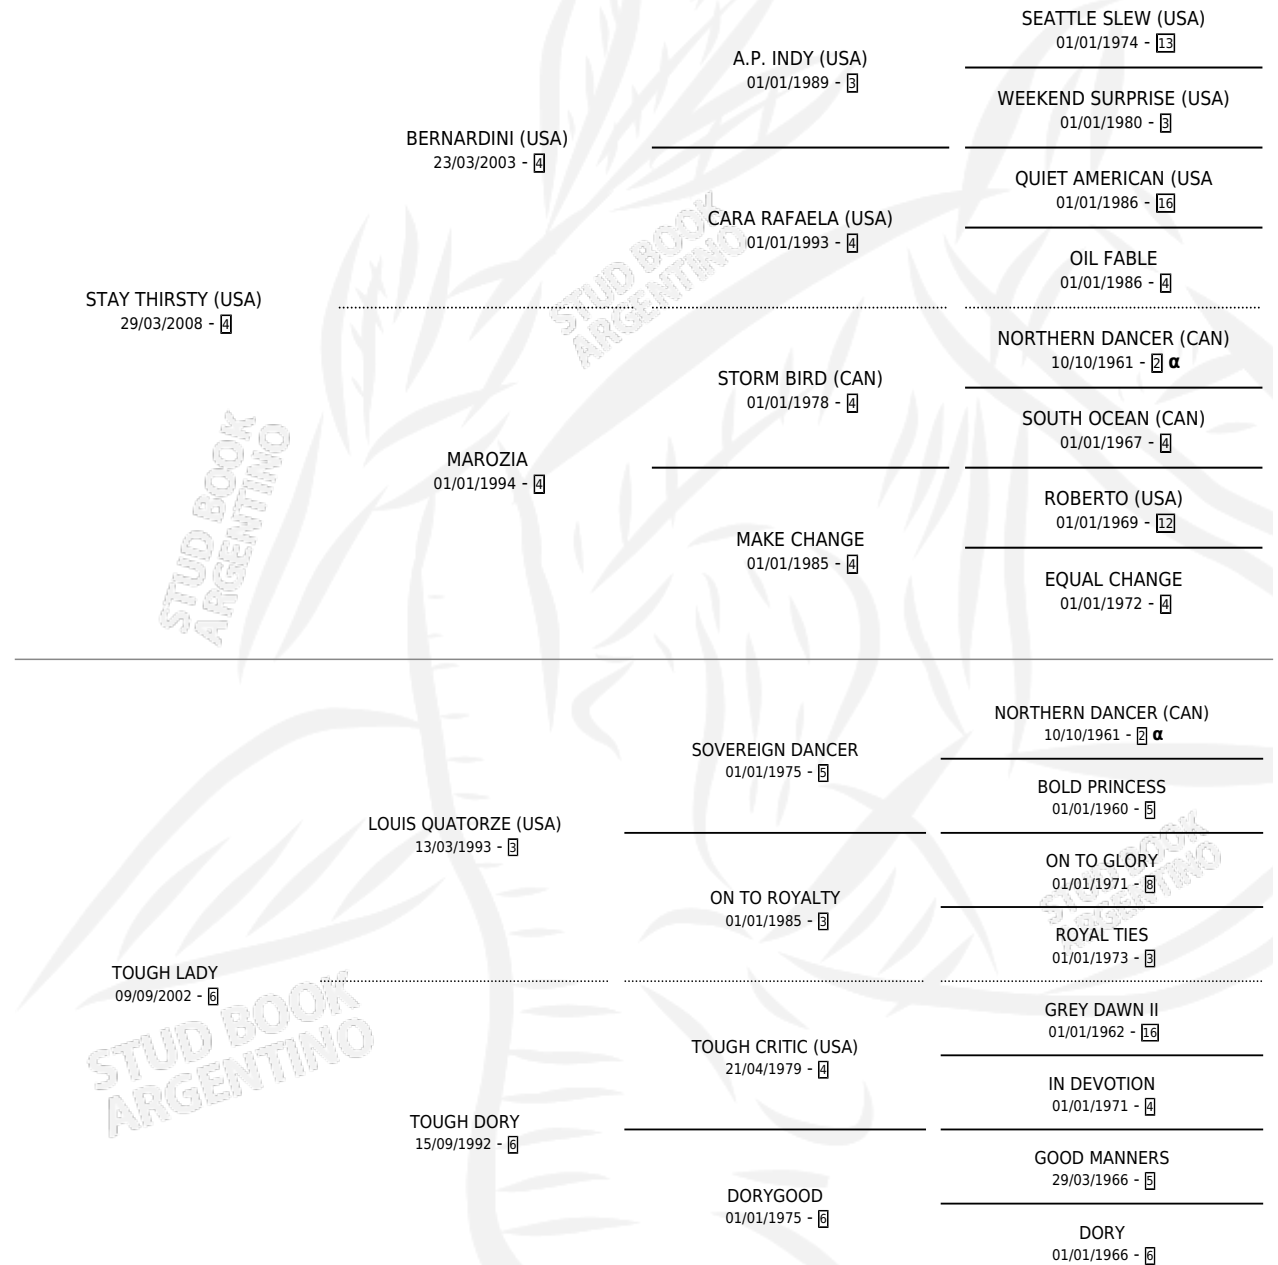 SEATTLE SLEW (USA)
01/01/1974 - 13
A.P. INDY (USA)
01/01/1989 - 3
WEEKEND SURPRISE (USA)
01/01/1980 - 3
BERNARDINI (USA)
23/03/2003 - 4
QUIET AMERICAN (USA
01/01/1986 - 16
CARA RAFAELA (USA)
01/01/1993 - 4
OIL FABLE
01/01/1986 - 4
STAY THIRSTY (USA)
29/03/2008 - 4
NORTHERN DANCER (CAN)
10/10/1961 - 2 α
STORM BIRD (CAN)
01/01/1978 - 4
SOUTH OCEAN (CAN)
01/01/1967 - 4
MAROZIA
01/01/1994 - 4
ROBERTO (USA)
01/01/1969 - 12
MAKE CHANGE
01/01/1985 - 4
EQUAL CHANGE
01/01/1972 - 4
NORTHERN DANCER (CAN)
10/10/1961 - 2 α
SOVEREIGN DANCER
01/01/1975 - 5
BOLD PRINCESS
01/01/1960 - 5
LOUIS QUATORZE (USA)
13/03/1993 - 3
ON TO GLORY
01/01/1971 - 8
ON TO ROYALTY
01/01/1985 - 3
ROYAL TIES
01/01/1973 - 3
TOUGH LADY
09/09/2002 - 6
GREY DAWN II
01/01/1962 - 16
TOUGH CRITIC (USA)
21/04/1979 - 4
IN DEVOTION
01/01/1971 - 4
TOUGH DORY
15/09/1992 - 6
GOOD MANNERS
29/03/1966 - 5
DORYGOOD
01/01/1975 - 6
DORY
01/01/1966 - 6
STUD BOOK
ARGENTINO
STUD BOOK
ARGENTINO
STUD BOOK
ARGENTINO
STUD BOOK
ARGENTINO